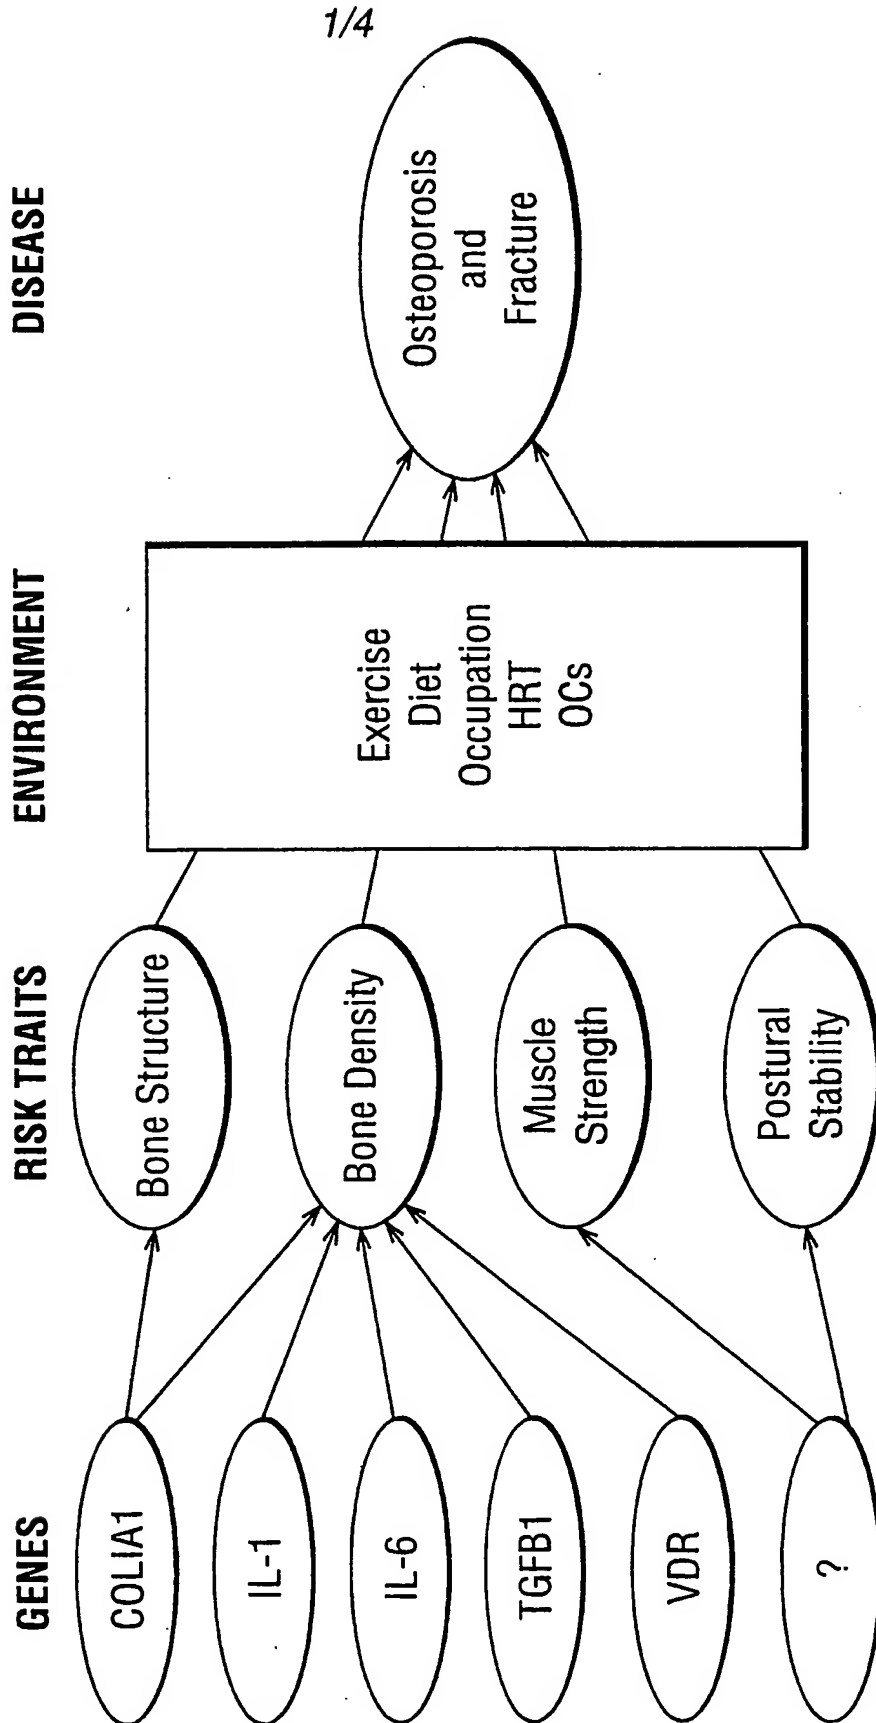 1/4
GENES
COLIA1
IL-1
IL-6
TGFB1
VDR
?
RISK TRAITS
Bone Structure
Bone Density
Muscle
Strength
Postural
Stability
ENVIRONMENT
Exercise
Diet
Occupation
HRT
OCs
DISEASE
Osteoporosis
and
Fracture